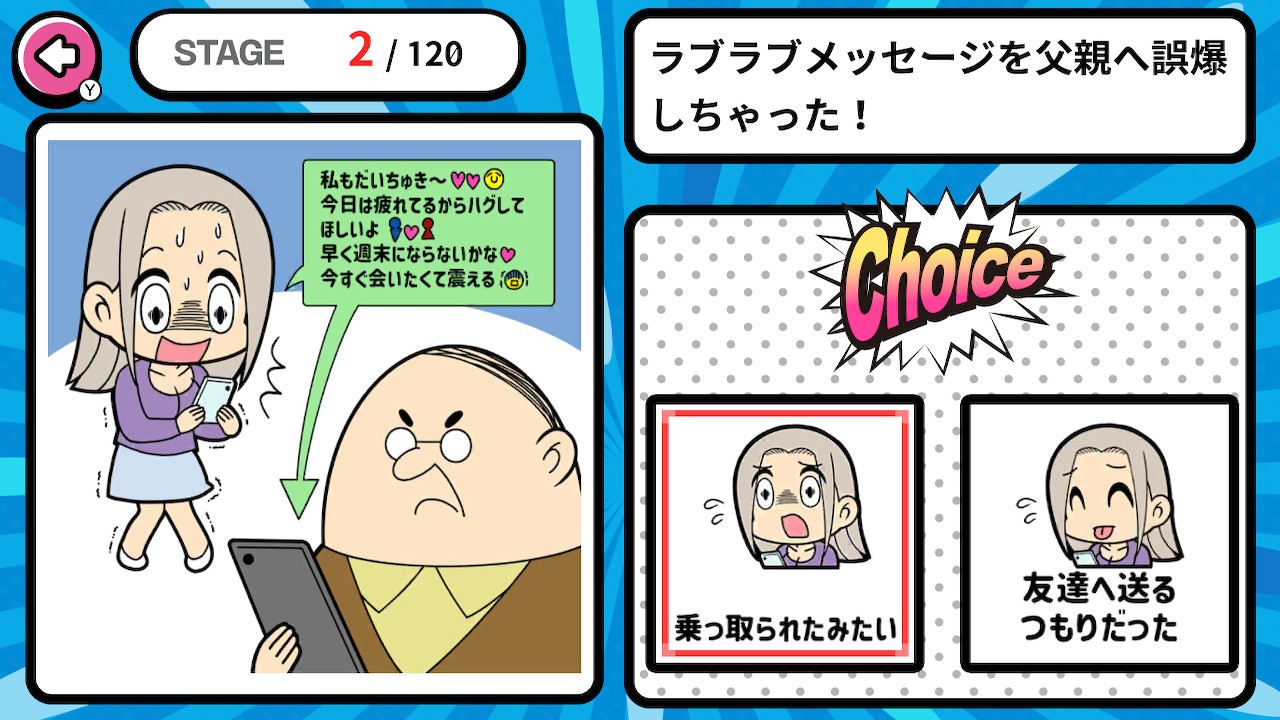 Y
STAGE 2 / 120
ラブラブメッセージを父親へ誤爆
しちゃった！
私もだいちゅき〜
今日は疲れてるからハグして
ほしいよ
早く週末にならないかな
今すぐ会いたくて震える
Choice
乗っ取られたみたい
友達へ送る
つもりだった